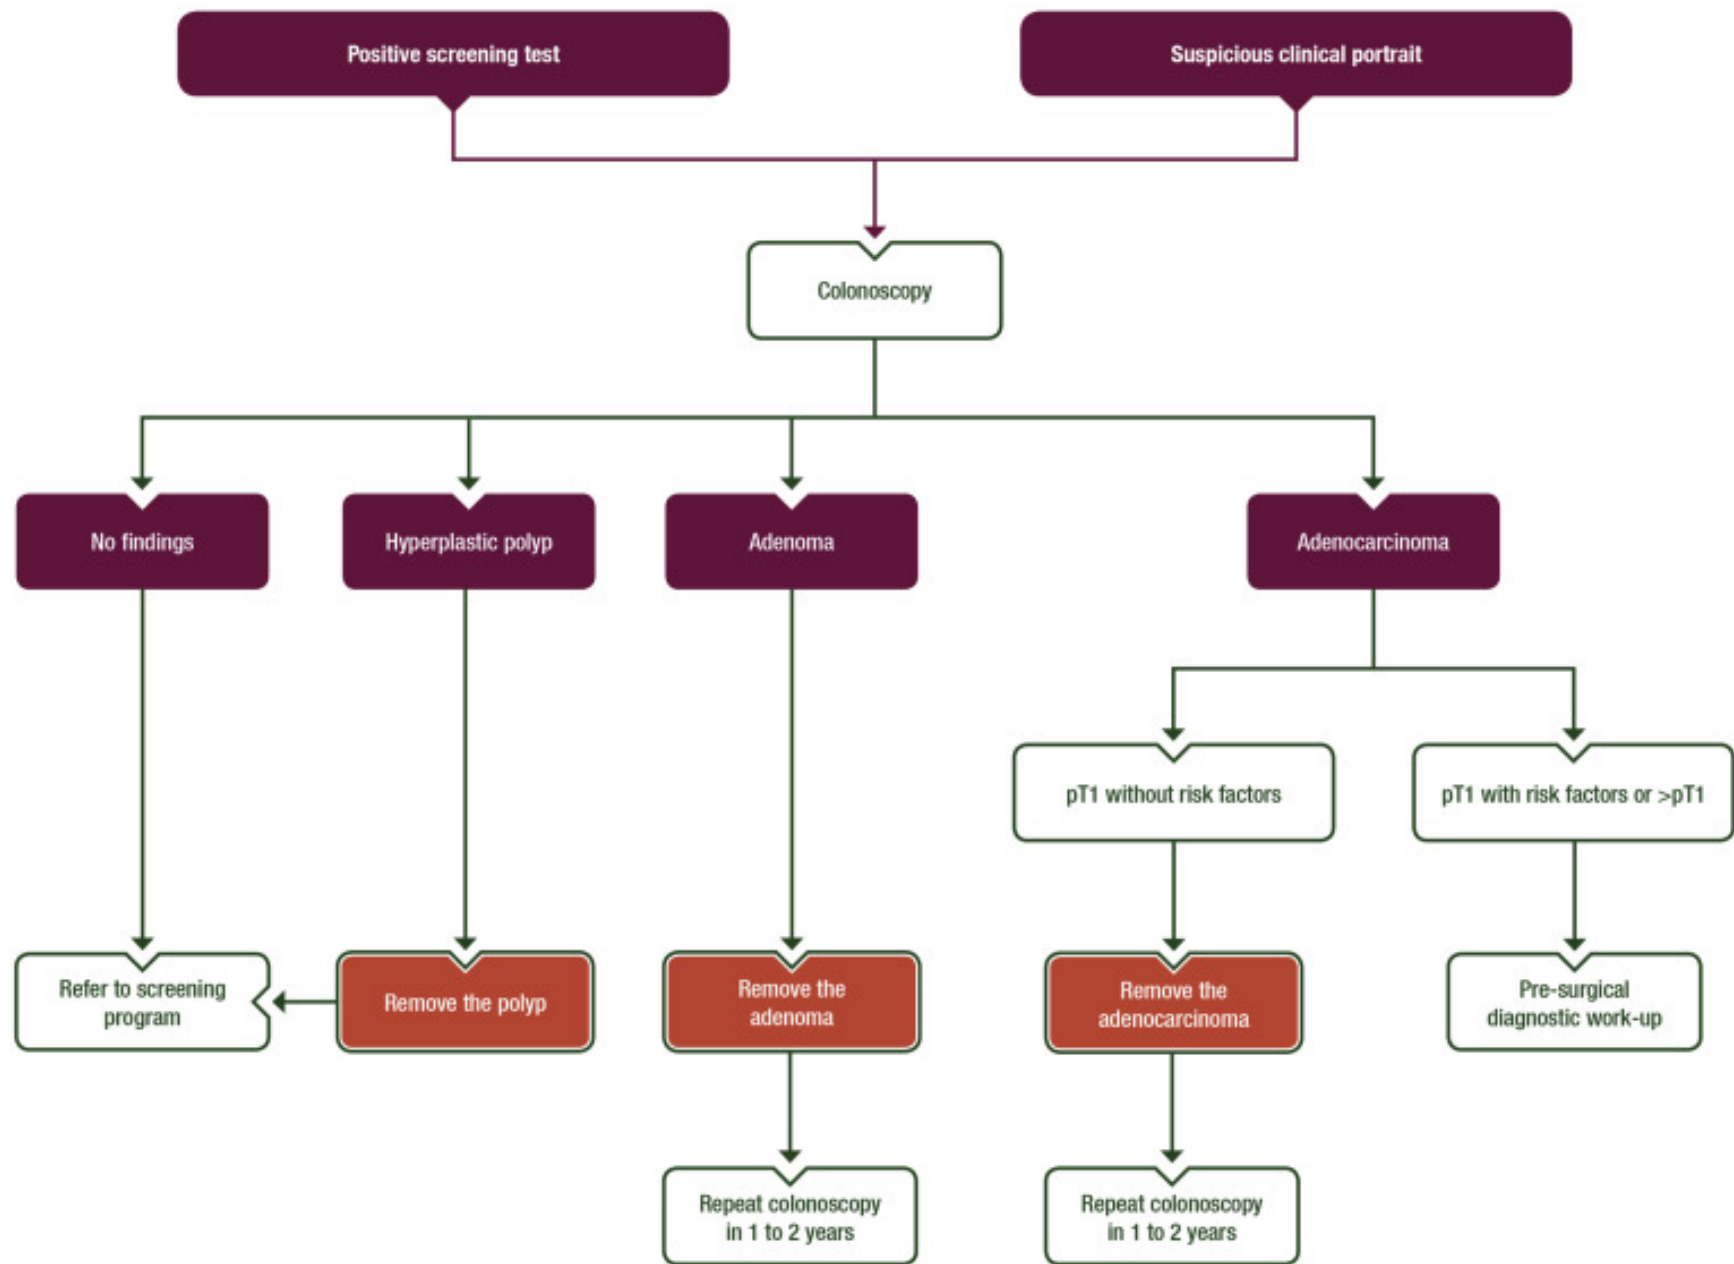 Positive screening test
Suspicious clinical portrait
Colonoscopy
No findings
Hyperplastic polyp
Adenoma
Adenocarcinoma
pT1 without risk factors
pT1 with risk factors or >pT1
Refer to screening
program
Remove the polyp
Remove the
adenoma
Remove the
adenocarcinoma
Pre-surgical
diagnostic work-up
Repeat colonoscopy
in 1 to 2 years
Repeat colonoscopy
in 1 to 2 years